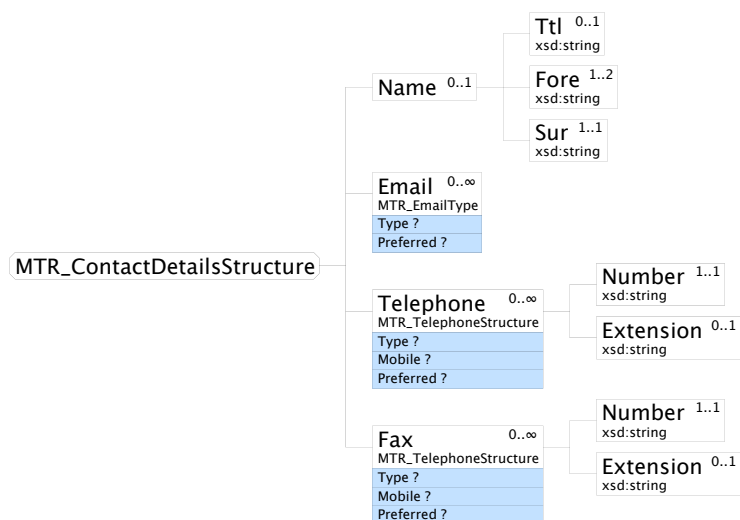 Ttl 0..1
xsd:string
Fore 1..2
xsd:string
Name 0..1
Sur 1..1
xsd:string
Email 0..∞
MTR_EmailType
Type ?
Preferred ?
MTR_ContactDetailsStructure
Number 1..1
xsd:string
Telephone 0..∞
MTR_TelephoneStructure
Extension 0..1
xsd:string
Type ?
Mobile ?
Preferred ?
Number 1..1
xsd:string
Fax 0..∞
MTR_TelephoneStructure
Extension 0..1
xsd:string
Type ?
Mobile ?
Preferred ?